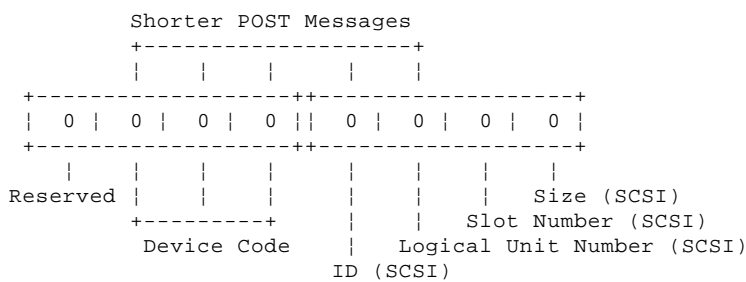 Shorter POST Messages
+---------------------+
¦ ¦ ¦ ¦ ¦
+-------------------++-------------------+
¦ 0 ¦ 0 ¦ 0 ¦ 0 ¦¦ 0 ¦ 0 ¦ 0 ¦ 0 ¦
+-------------------++-------------------+
¦ ¦ ¦ ¦ ¦ ¦ ¦ ¦
Reserved ¦ ¦ ¦ ¦ ¦ ¦ Size (SCSI)
+---------+ ¦ ¦ Slot Number (SCSI)
Device Code ¦ Logical Unit Number (SCSI)
ID (SCSI)